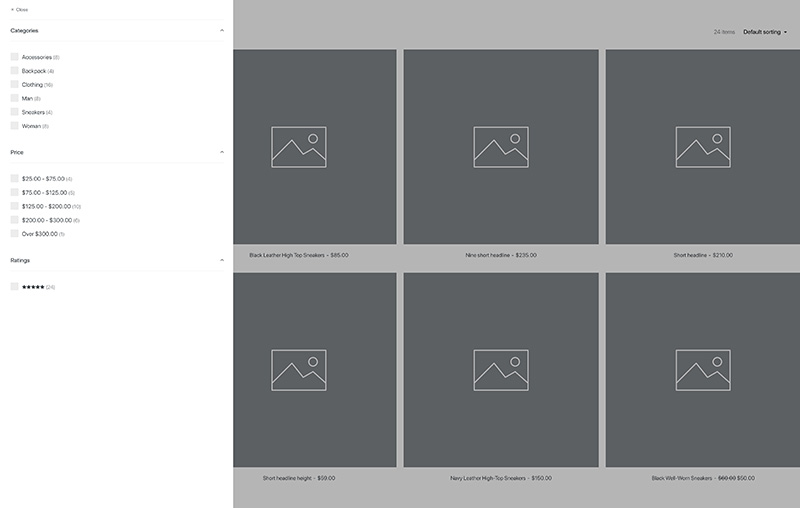 × Close
Categories
Accessories (8)
Backpack (4)
Clothing (16)
Man (8)
Sneakers (4)
Woman (8)
Price
$25.00 - $75.00 (4)
$75.00 - $125.00 (5)
$125.00 - $200.00 (10)
$200.00 - $300.00 (6)
Over $300.00 (1)
Ratings
★★★★★ (24)
24 items Default sorting
Black Leather High Top Sneakers - $85.00
Nine short headline - $235.00
Short headline - $210.00
Short headline height - $59.00
Navy Leather High-Top Sneakers - $150.00
Black Well-Worn Sneakers - $60.00 $50.00